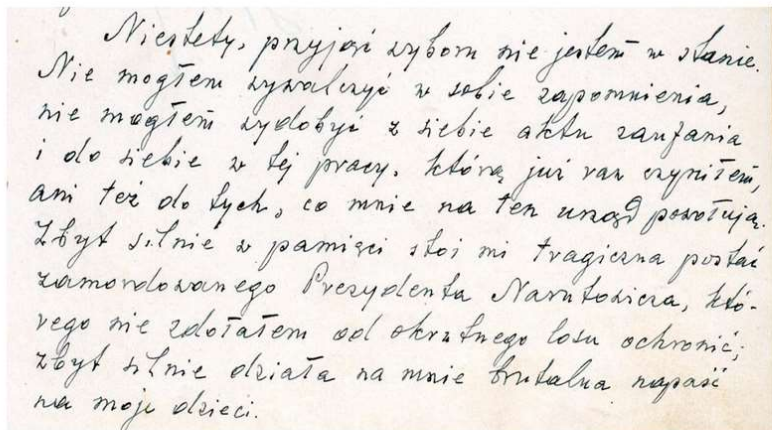 Niestety, przyjąć wyboru nie jestem w stanie.
Nie mogłem wywalczyć w sobie zapomnienia,
nie mogłem wydobyć z siebie aktu zaufania
i do siebie w tej pracy, którą już raz czyniłem,
ani też do tych, co mnie na ten urząd powołują.
Zbyt silnie w pamięci stoi mi tragiczna postać
zamordowanego Prezydenta Narutowicza, któ-
rego nie zdołałem od okrutnego losu ochronić;
zbyt silnie działa na mnie brutalna napaść
na moje dzieci.